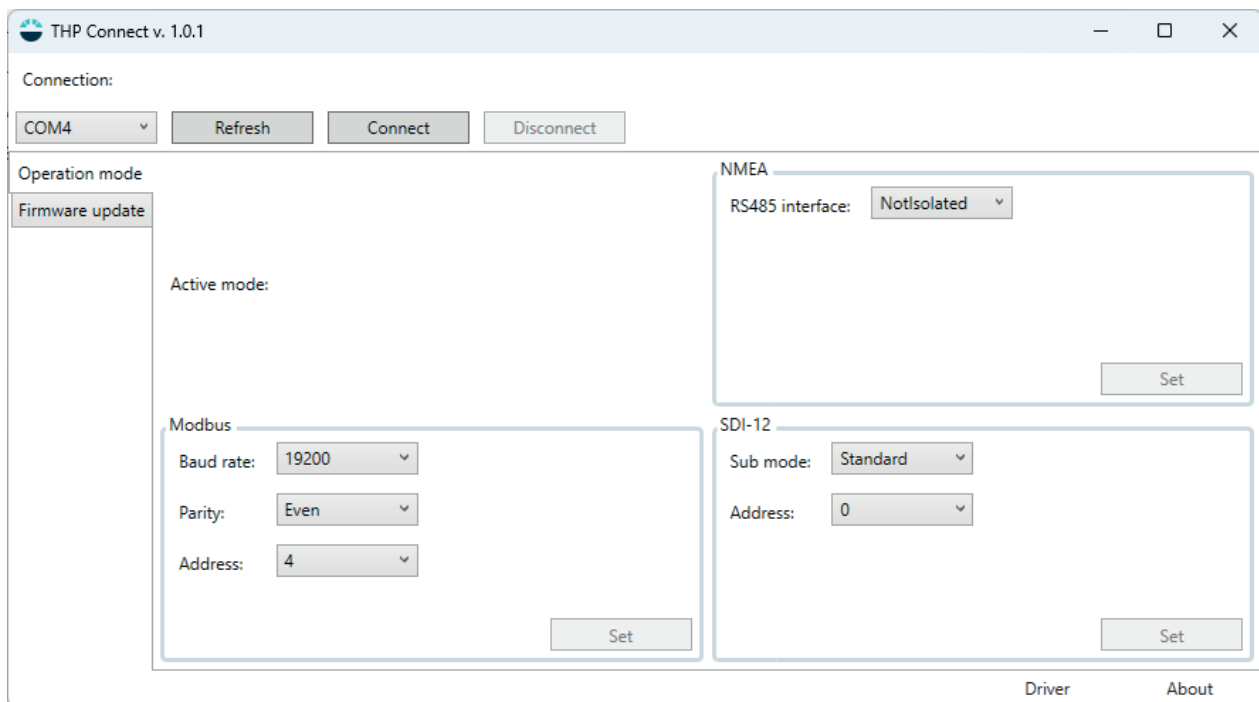 THP Connect v. 1.0.1
Connection:
COM4 Refresh Connect Disconnect
Operation mode
Firmware update
Active mode:
NMEA
RS485 interface: NotIsolated
Set
Modbus
Baud rate: 19200
Parity: Even
Address: 4
Set
SDI-12
Sub mode: Standard
Address: 0
Set
Driver About